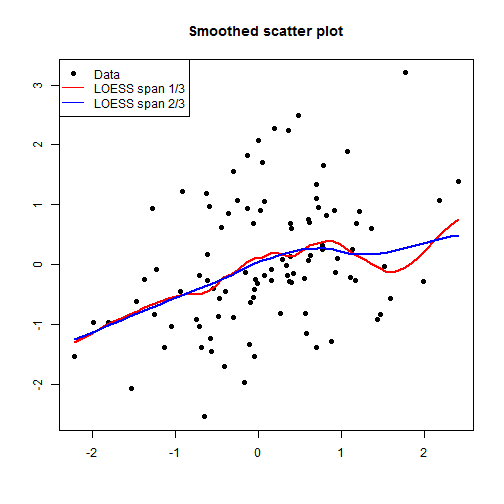 Smoothed scatter plot
Data
LOESS span 1/3
LOESS span 2/3
3
2
1
0
-1
-2
-2 -1 0 1 2